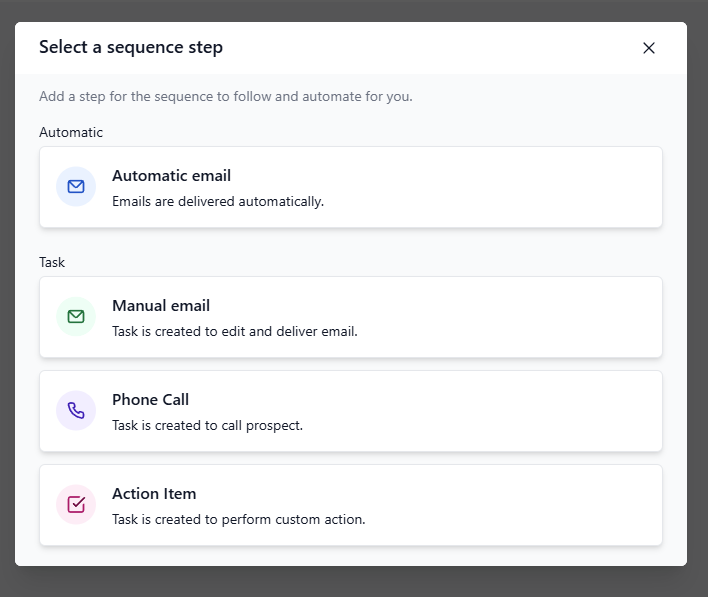 Select a sequence step
Add a step for the sequence to follow and automate for you.
Automatic
Automatic email
Emails are delivered automatically.
Task
Manual email
Task is created to edit and deliver email.
Phone Call
Task is created to call prospect.
Action Item
Task is created to perform custom action.